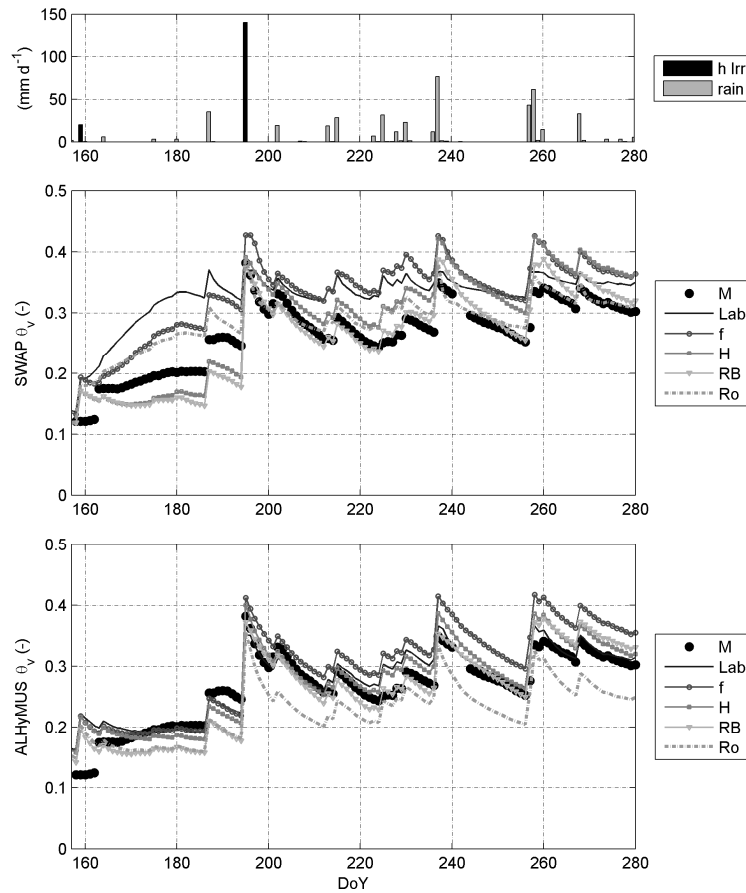 150
100
50
0
(mm d⁻¹)
160 180 200 220 240 260 280
h Irr
rain
0.5
0.4
0.3
0.2
0.1
0
SWAP θv (-)
160 180 200 220 240 260 280
M
Lab
f
H
RB
Ro
0.5
0.4
0.3
0.2
0.1
0
ALHyMUS θv (-)
160 180 200 220 240 260 280
DoY
M
Lab
f
H
RB
Ro